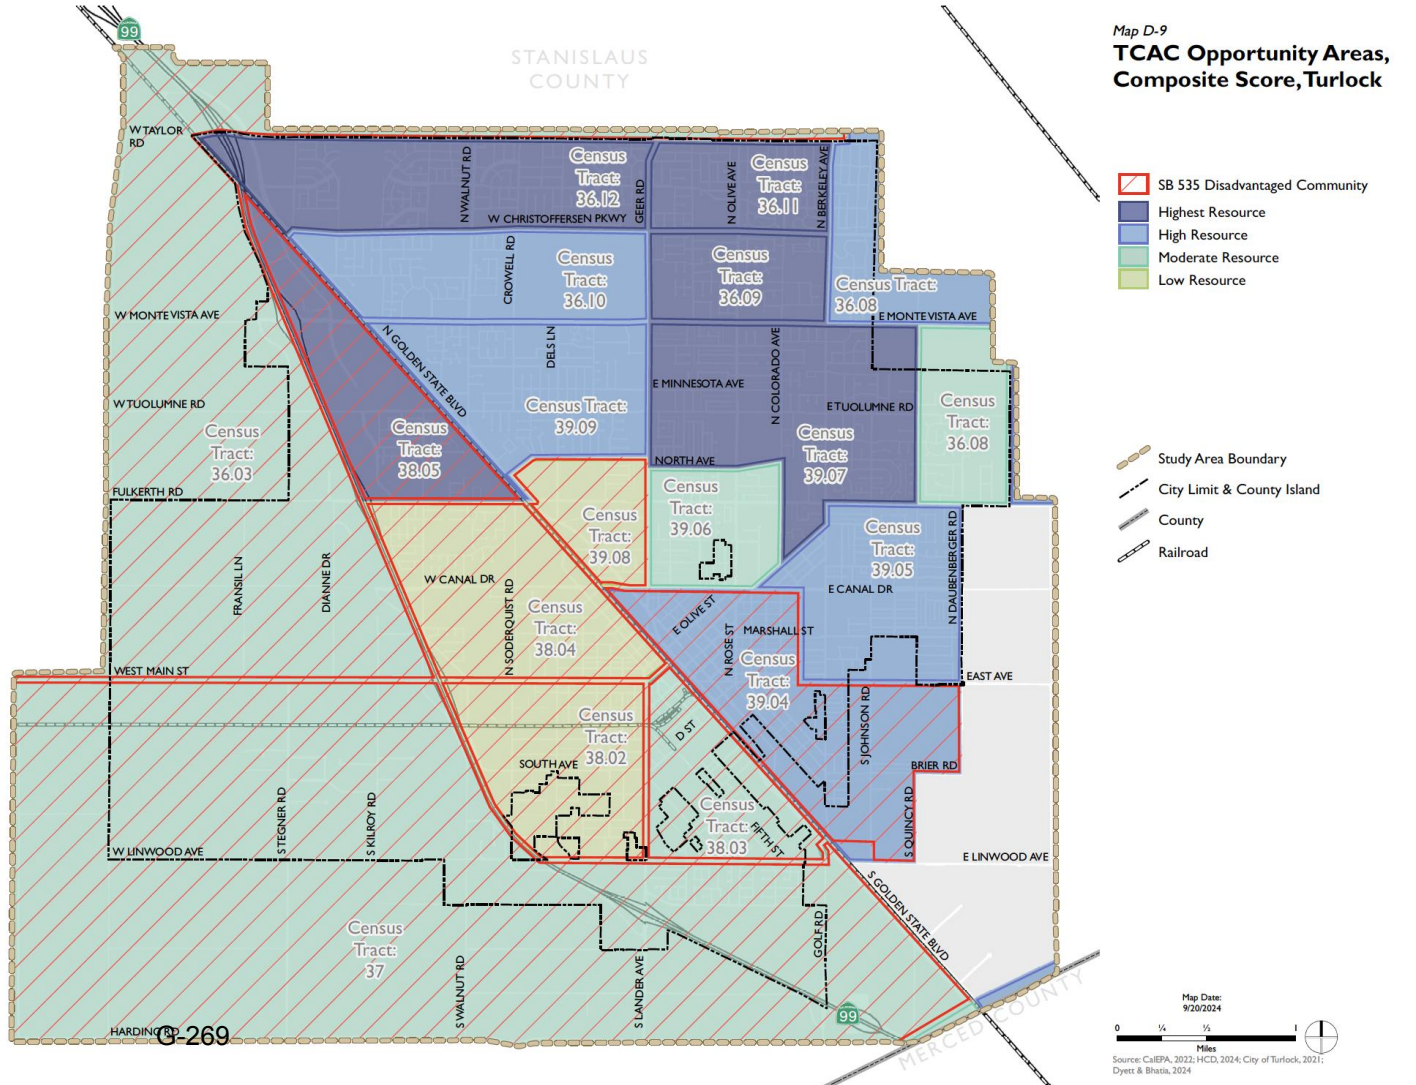 Map D-9
TCAC Opportunity Areas,
Composite Score, Turlock
SB 535 Disadvantaged Community
Highest Resource
High Resource
Moderate Resource
Low Resource
Study Area Boundary
City Limit & County Island
County
Railroad
Map Date:
9/20/2024
0 ¼ ½ 1
Miles
Source: CalEPA, 2022; HCD, 2024; City of Turlock, 2021;
Dyett & Bhatia, 2024
99
STANISLAUS
COUNTY
W TAYLOR
RD
N WALNUT RD
Census
Tract:
36.12
GEER RD
W CHRISTOFFERSEN PKWY
N OLIVE AVE
Census
Tract:
36.11
N BERKELEY AVE
CROWELL RD
Census
Tract:
36.10
Census
Tract:
36.09
Census Tract:
36.08
E MONTE VISTA AVE
W MONTE VISTA AVE
N GOLDEN STATE BLVD
DELS LN
N COLORADO AVE
E MINNESOTA AVE
W TUOLUMNE RD
Census Tract:
39.09
E TUOLUMNE RD
Census
Tract:
36.08
Census
Tract:
36.03
Census
Tract:
38.05
Census
Tract:
39.07
NORTH AVE
FULKERTH RD
Census
Tract:
39.06
Census
Tract:
39.08
Census
Tract:
39.05
N DAUBENBERGER RD
FRANSIL LN
DIANNE DR
W CANAL DR
N SODERQUIST RD
E CANAL DR
Census
Tract:
38.04
E OLIVE ST
N ROSE ST
MARSHALL ST
Census
Tract:
39.04
WEST MAIN ST
EAST AVE
Census
Tract:
38.02
D ST
S JOHNSON RD
SOUTH AVE
BRIER RD
S TEGNER RD
S KILROY RD
Census
Tract:
38.03
FIFTH ST
S QUINCY RD
W LINWOOD AVE
E LINWOOD AVE
S GOLDEN STATE BLVD
Census
Tract:
37
S WALNUT RD
S LANDER AVE
GOLF RD
99
HARDING RD
G-269
MERCED COUNTY